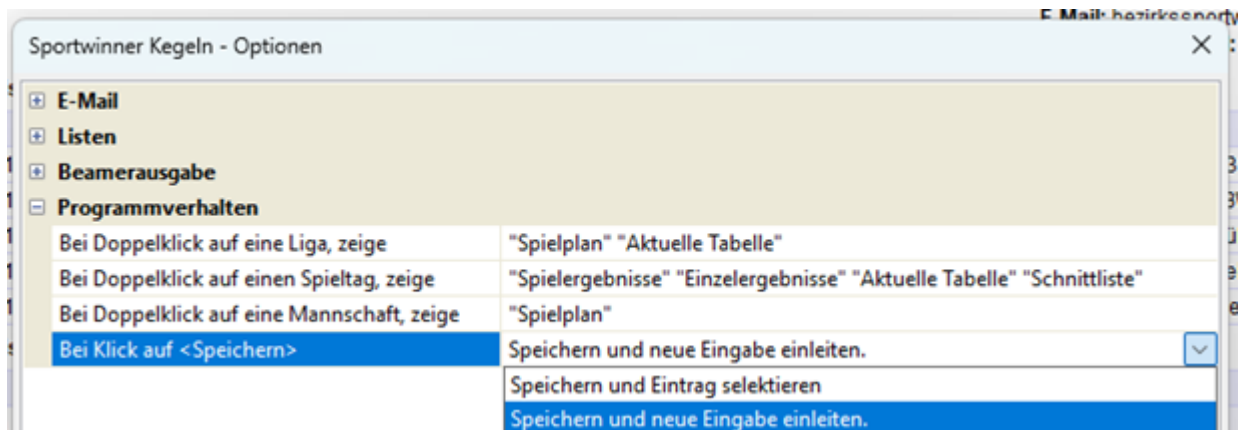 E-Mail: bezirkssportw
Sportwinner Kegeln - Optionen
E-Mail
Listen
Beamerausgabe
Programmverhalten
Bei Doppelklick auf eine Liga, zeige "Spielplan" "Aktuelle Tabelle"
Bei Doppelklick auf einen Spieltag, zeige "Spielergebnisse" "Einzelergebnisse" "Aktuelle Tabelle" "Schnittliste"
Bei Doppelklick auf eine Mannschaft, zeige "Spielplan"
Bei Klick auf <Speichern> Speichern und neue Eingabe einleiten.
Speichern und Eintrag selektieren
Speichern und neue Eingabe einleiten.